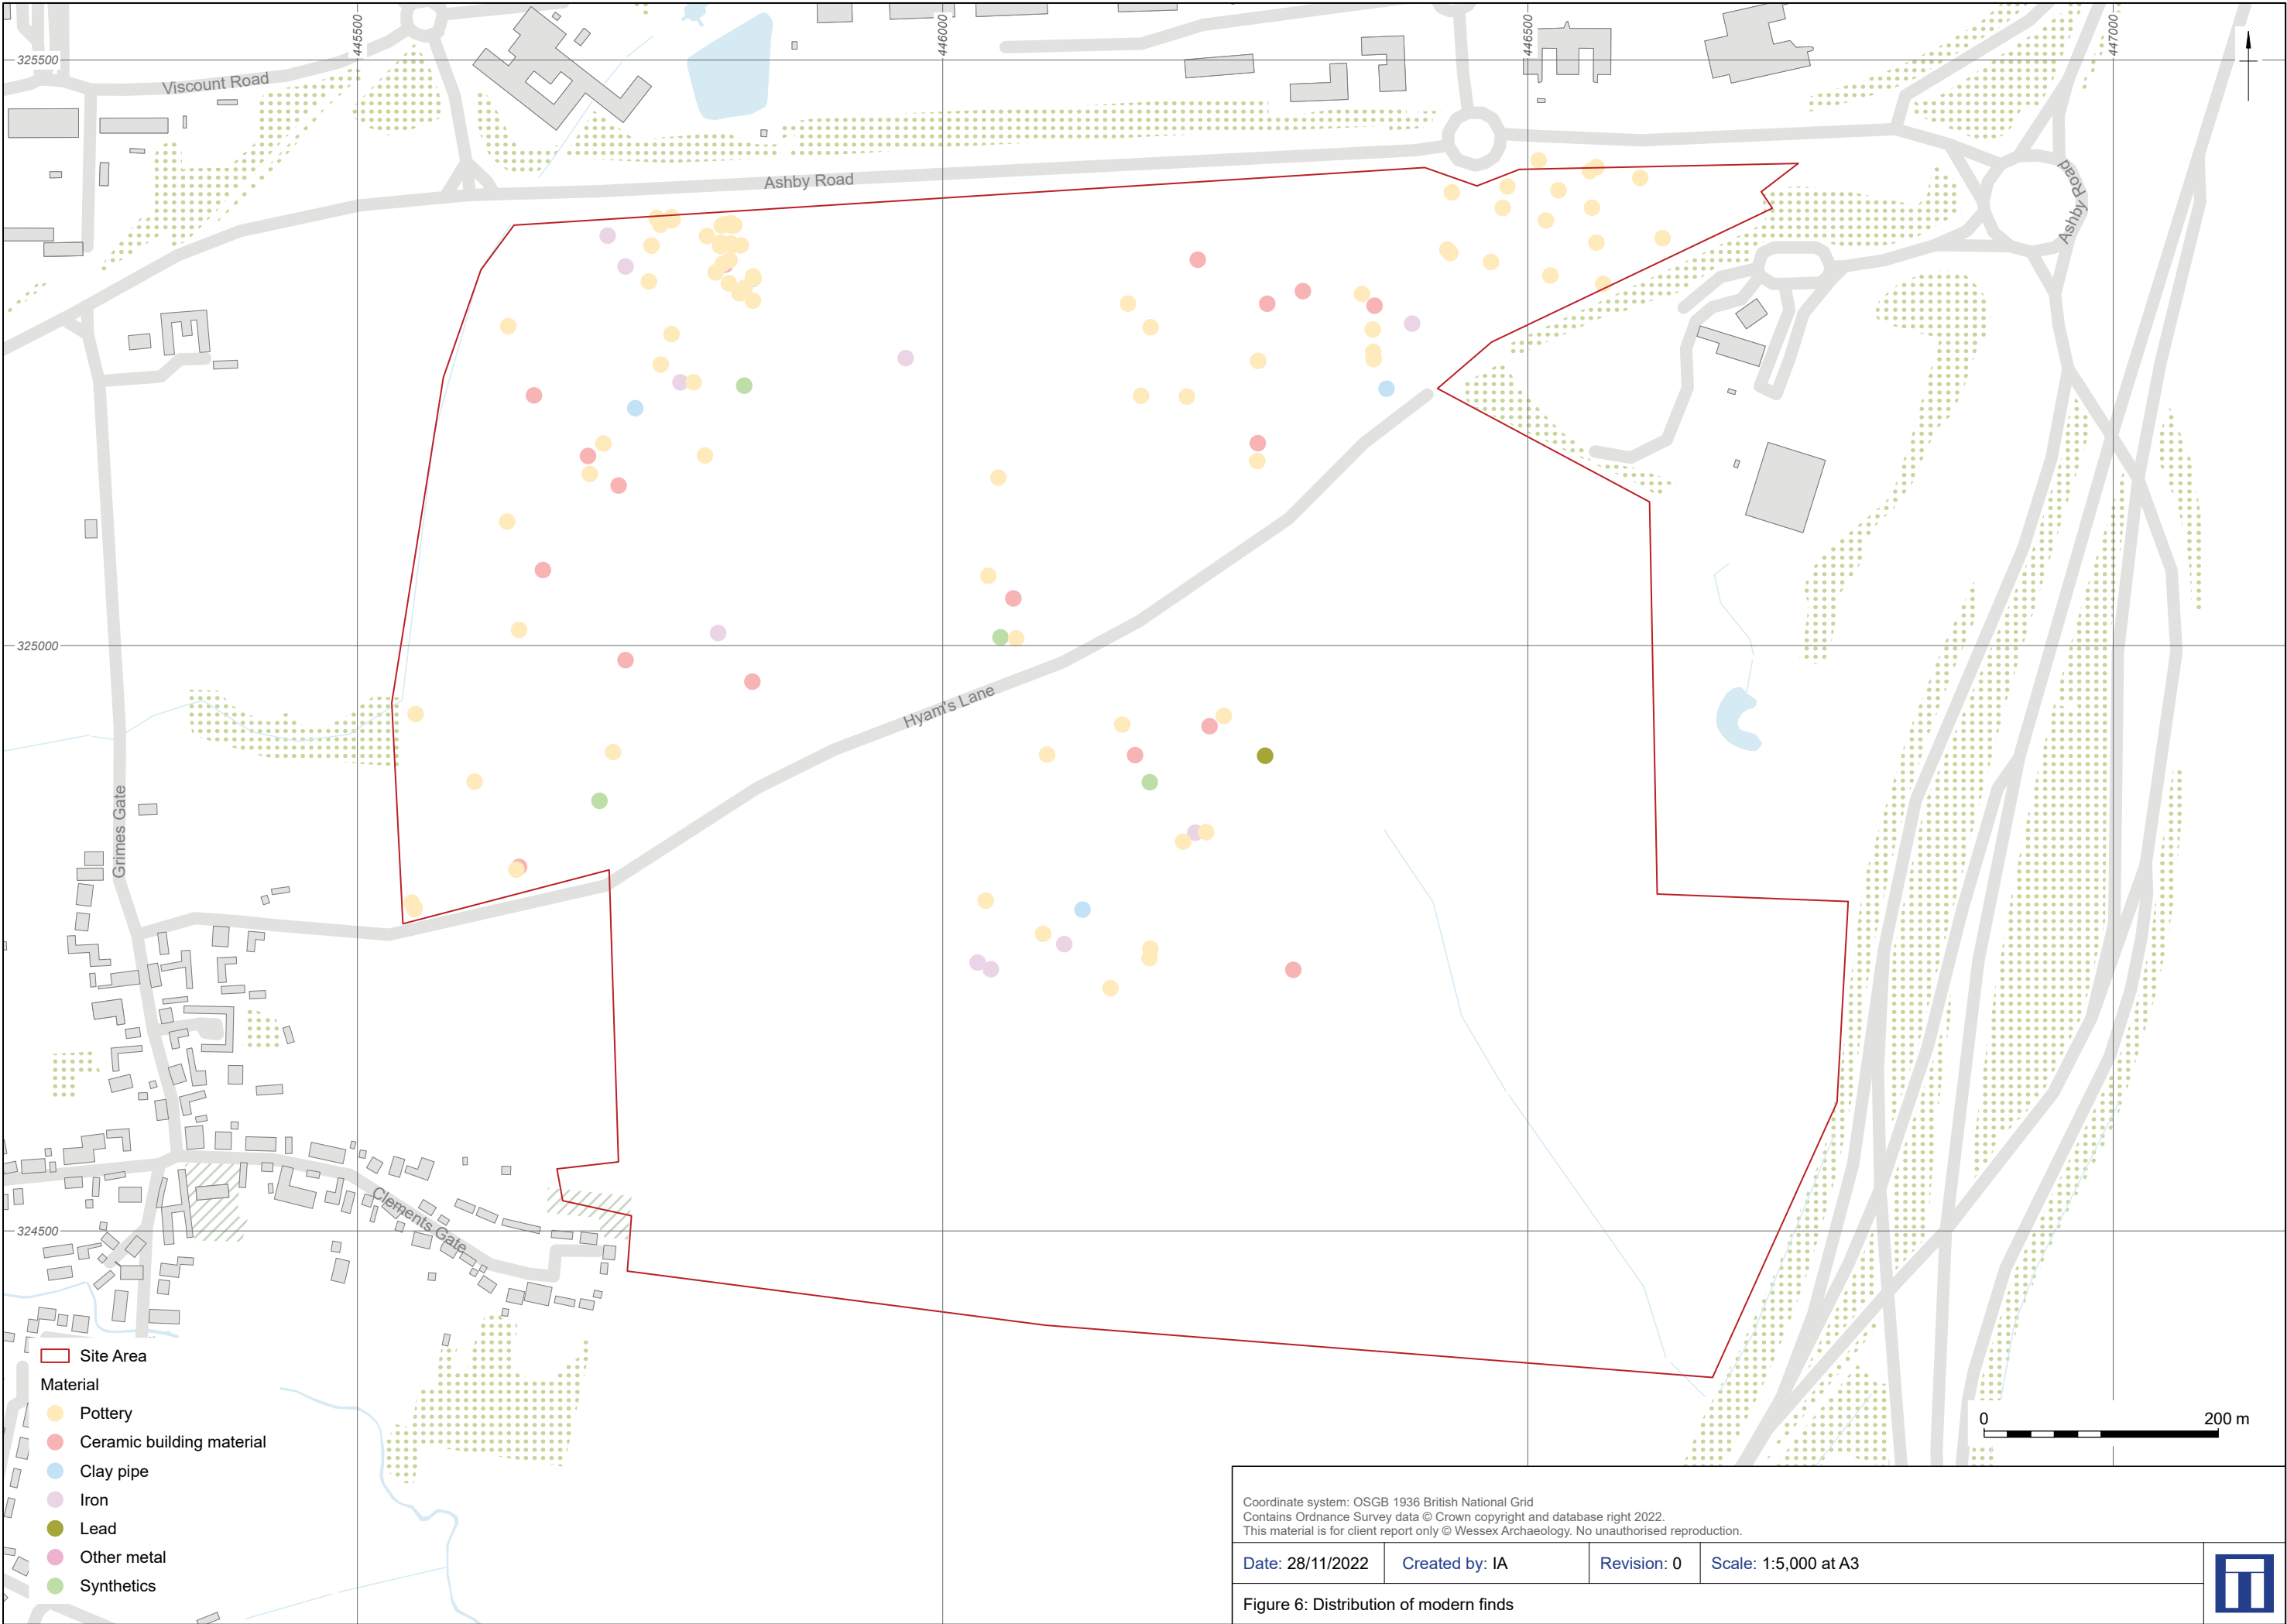 445500
446000
446500
447000
325500
Viscount Road
Ashby Road
Ashby Road
325000
Hyam's Lane
Grimes Gate
Clements Gate
324500
Site Area
Material
Pottery
Ceramic building material
Clay pipe
Iron
Lead
Other metal
Synthetics
0 200 m
Coordinate system: OSGB 1936 British National Grid
Contains Ordnance Survey data © Crown copyright and database right 2022.
This material is for client report only © Wessex Archaeology. No unauthorised reproduction.
Date: 28/11/2022 Created by: IA Revision: 0 Scale: 1:5,000 at A3
Figure 6: Distribution of modern finds